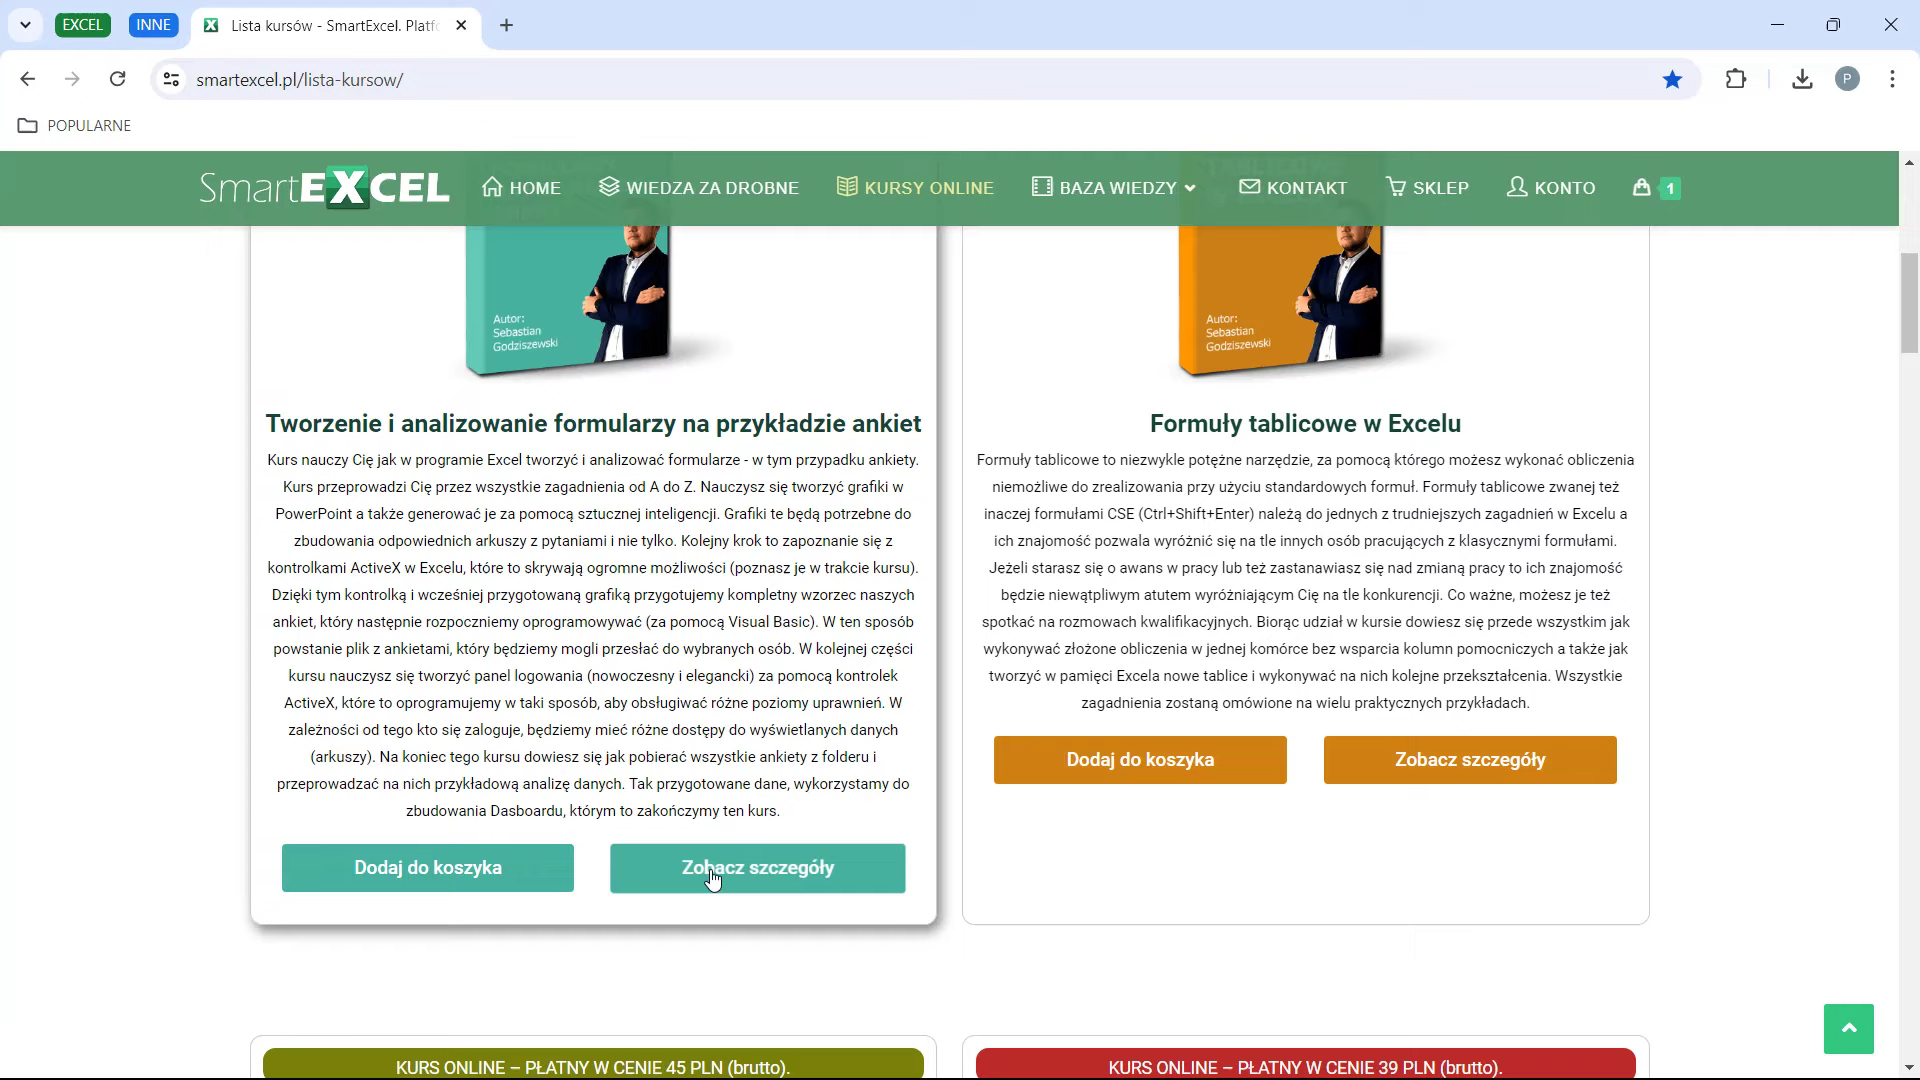 EXCEL
INNE
Lista kursów - SmartExcel. Platf
smartexcel.pl/lista-kursow/
P
POPULARNE
SmartEXCEL
HOME
WIEDZA ZA DROBNE
KURSY ONLINE
BAZA WIEDZY
KONTAKT
SKLEP
KONTO
1
Autor:
Sebastian
Godziszewski
Tworzenie i analizowanie formularzy na przykładzie ankiet
Kurs nauczy Cię jak w programie Excel tworzyć i analizować formularze - w tym przypadku ankiety.
Kurs przeprowadzi Cię przez wszystkie zagadnienia od A do Z. Nauczysz się tworzyć grafiki w
PowerPoint a także generować je za pomocą sztucznej inteligencji. Grafiki te będą potrzebne do
zbudowania odpowiednich arkuszy z pytaniami i nie tylko. Kolejny krok to zapoznanie się z
kontrolkami ActiveX w Excelu, które to skrywają ogromne możliwości (poznasz je w trakcie kursu).
Dzięki tym kontrolką i wcześniej przygotowaną grafiką przygotujemy kompletny wzorzec naszych
ankiet, który następnie rozpoczniemy oprogramowywać (za pomocą Visual Basic). W ten sposób
powstanie plik z ankietami, który będziemy mogli przesłać do wybranych osób. W kolejnej części
kursu nauczysz się tworzyć panel logowania (nowoczesny i elegancki) za pomocą kontrolek
ActiveX, które to oprogramujemy w taki sposób, aby obsługiwać różne poziomy uprawnień. W
zależności od tego kto się zaloguje, będziemy mieć różne dostępy do wyświetlanych danych
(arkuszy). Na koniec tego kursu dowiesz się jak pobierać wszystkie ankiety z folderu i
przeprowadzać na nich przykładową analizę danych. Tak przygotowane dane, wykorzystamy do
zbudowania Dasboardu, którym to zakończymy ten kurs.
Dodaj do koszyka
Zobacz szczegóły
Autor:
Sebastian
Godziszewski
Formuły tablicowe w Excelu
Formuły tablicowe to niezwykle potężne narzędzie, za pomocą którego możesz wykonać obliczenia
niemożliwe do zrealizowania przy użyciu standardowych formuł. Formuły tablicowe zwanej też
inaczej formułami CSE (Ctrl+Shift+Enter) należą do jednych z trudniejszych zagadnień w Excelu a
ich znajomość pozwala wyróżnić się na tle innych osób pracujących z klasycznymi formułami.
Jeżeli starasz się o awans w pracy lub też zastanawiasz się nad zmianą pracy to ich znajomość
będzie niewątpliwym atutem wyróżniającym Cię na tle konkurencji. Co ważne, możesz je też
spotkać na rozmowach kwalifikacyjnych. Biorąc udział w kursie dowiesz się przede wszystkim jak
wykonywać złożone obliczenia w jednej komórce bez wsparcia kolumn pomocniczych a także jak
tworzyć w pamięci Excela nowe tablice i wykonywać na nich kolejne przekształcenia. Wszystkie
zagadnienia zostaną omówione na wielu praktycznych przykładach.
Dodaj do koszyka
Zobacz szczegóły
KURS ONLINE – PŁATNY W CENIE 45 PLN (brutto).
KURS ONLINE – PŁATNY W CENIE 39 PLN (brutto).